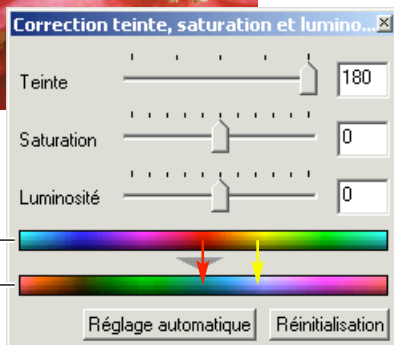 Correction teinte, saturation et lumino...
Teinte 180
Saturation 0
Luminosité 0
Réglage automatique Réinitialisation